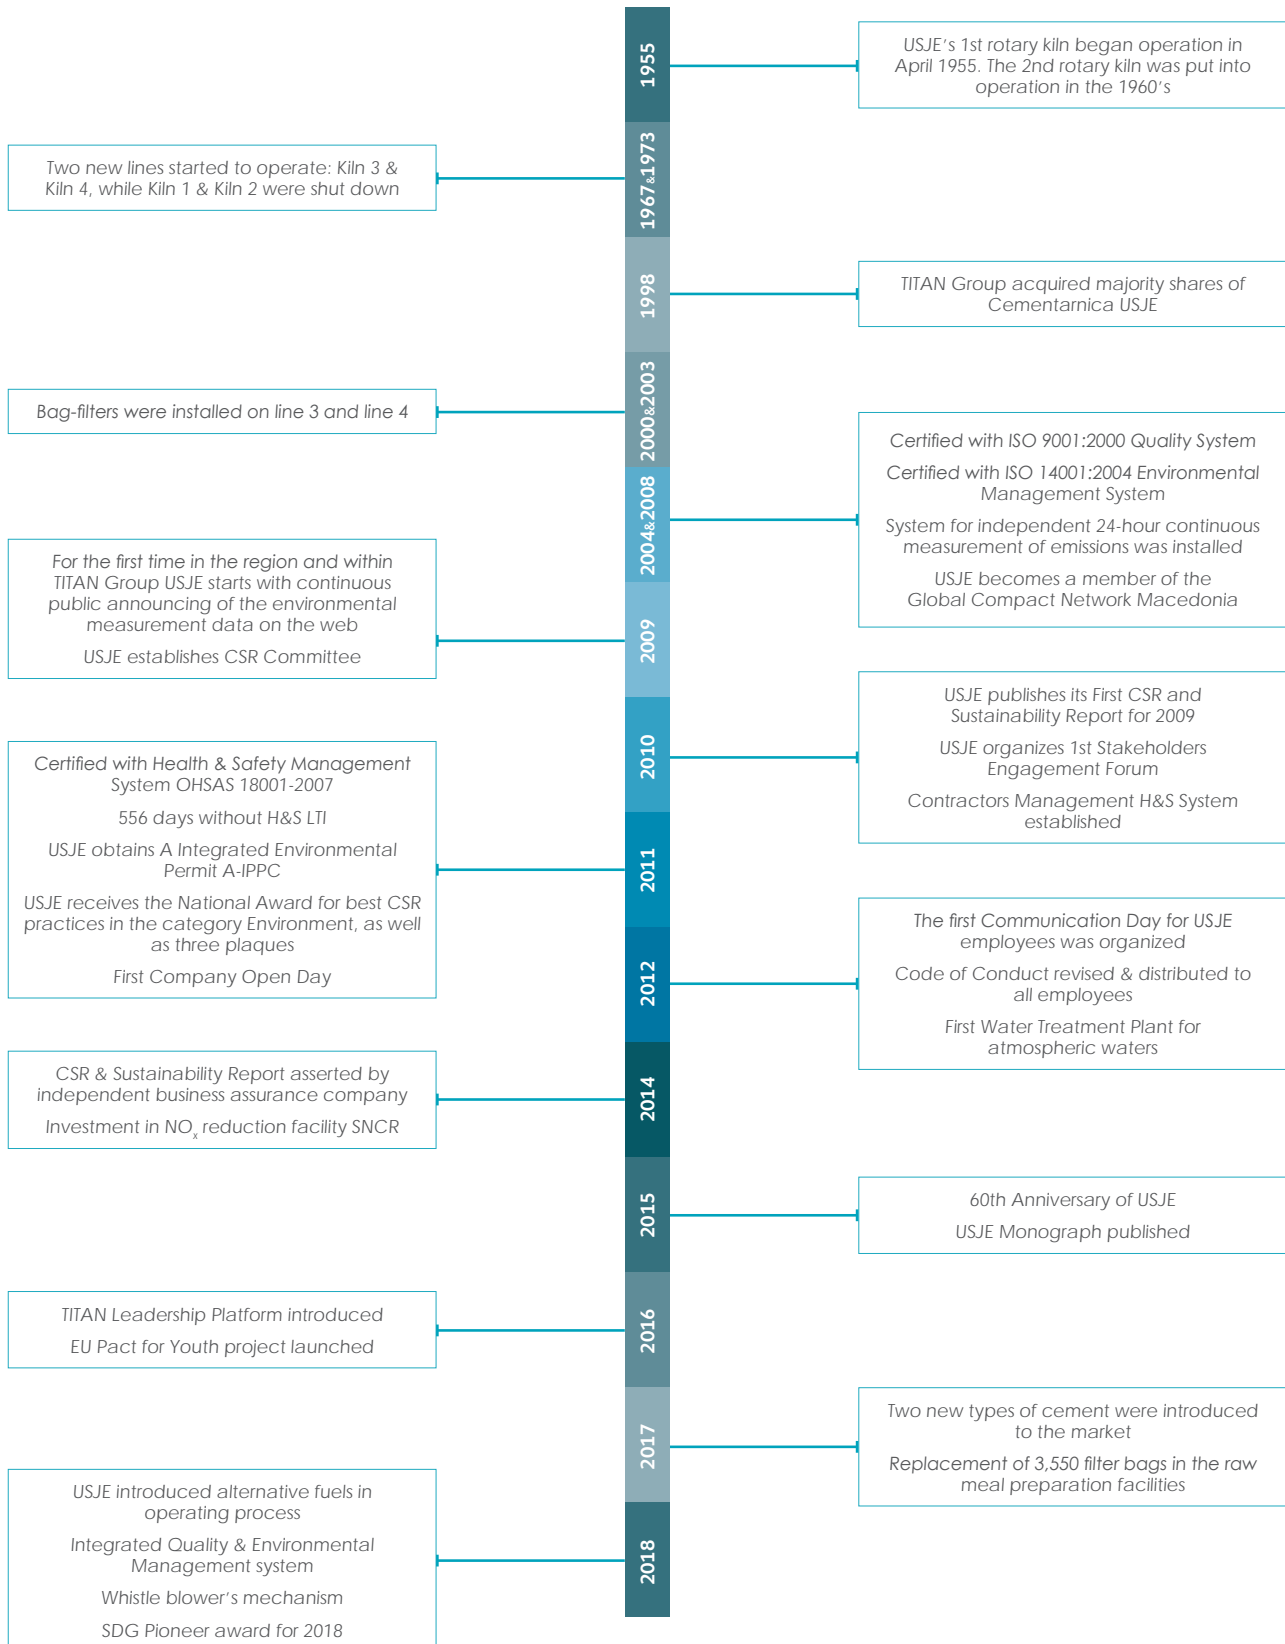 1955
USJE's 1st rotary kiln began operation in
April 1955. The 2nd rotary kiln was put into
operation in the 1960's
1967&1973
Two new lines started to operate: Kiln 3 &
Kiln 4, while Kiln 1 & Kiln 2 were shut down
1998
TITAN Group acquired majority shares of
Cementarnica USJE
2000&2003
Bag-filters were installed on line 3 and line 4
2004&2008
Certified with ISO 9001:2000 Quality System
Certified with ISO 14001:2004 Environmental
Management System
System for independent 24-hour continuous
measurement of emissions was installed
USJE becomes a member of the
Global Compact Network Macedonia
2009
For the first time in the region and within
TITAN Group USJE starts with continuous
public announcing of the environmental
measurement data on the web
USJE establishes CSR Committee
2010
USJE publishes its First CSR and
Sustainability Report for 2009
USJE organizes 1st Stakeholders
Engagement Forum
Contractors Management H&S System
established
2011
Certified with Health & Safety Management
System OHSAS 18001-2007
556 days without H&S LTI
USJE obtains A Integrated Environmental
Permit A-IPPC
USJE receives the National Award for best CSR
practices in the category Environment, as well
as three plaques
First Company Open Day
2012
The first Communication Day for USJE
employees was organized
Code of Conduct revised & distributed to
all employees
First Water Treatment Plant for
atmospheric waters
2014
CSR & Sustainability Report asserted by
independent business assurance company
Investment in NOx reduction facility SNCR
2015
60th Anniversary of USJE
USJE Monograph published
2016
TITAN Leadership Platform introduced
EU Pact for Youth project launched
2017
Two new types of cement were introduced
to the market
Replacement of 3,550 filter bags in the raw
meal preparation facilities
2018
USJE introduced alternative fuels in
operating process
Integrated Quality & Environmental
Management system
Whistle blower's mechanism
SDG Pioneer award for 2018